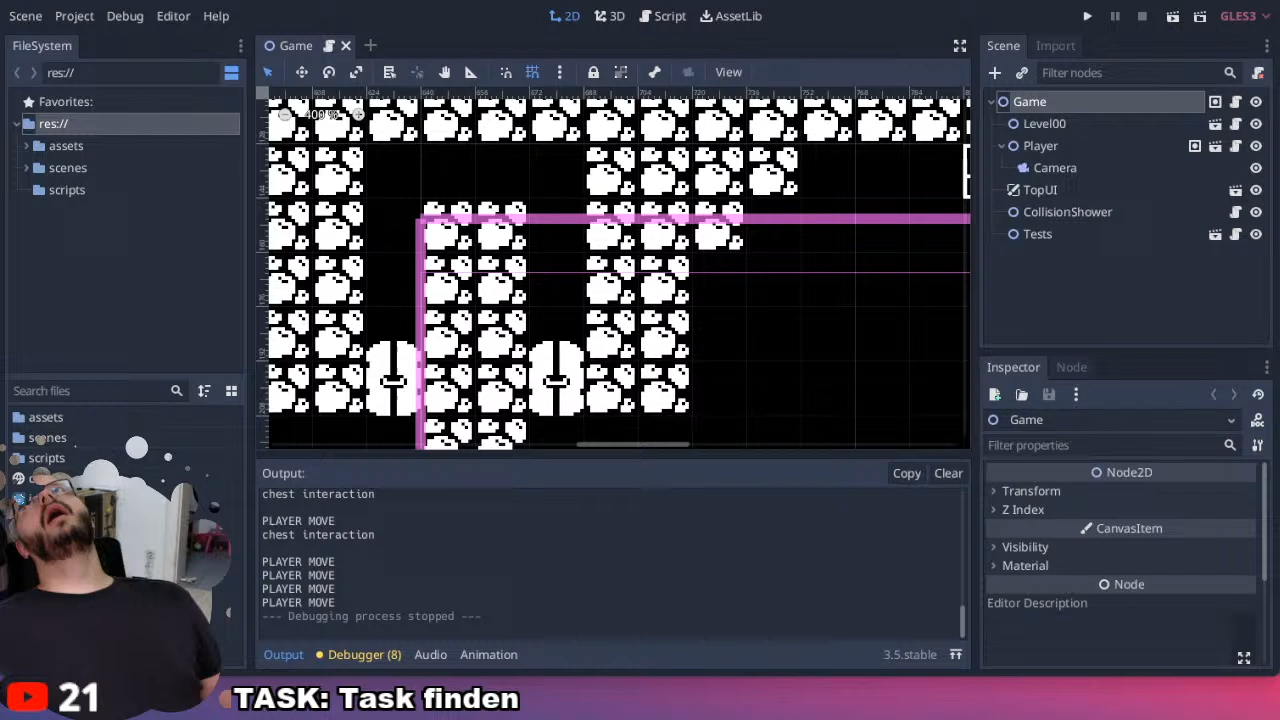 Scene Project Debug Editor Help
2D 3D Script AssetLib
GLES3
FileSystem
Game
Scene Import
res://
View
Filter nodes
Favorites:
res://
assets
scenes
scripts
400 %
Game
Level00
Player
Camera
TopUI
CollisionShower
Tests
Search files
assets
scenes
scripts
Inspector Node
Game
Filter properties
Node2D
Transform
Z Index
CanvasItem
Visibility
Material
Node
Editor Description
Output:
Copy Clear
chest interaction
PLAYER MOVE
chest interaction
PLAYER MOVE
PLAYER MOVE
PLAYER MOVE
PLAYER MOVE
--- Debugging process stopped ---
Output Debugger (8) Audio Animation
3.5.stable
21
TASK: Task finden